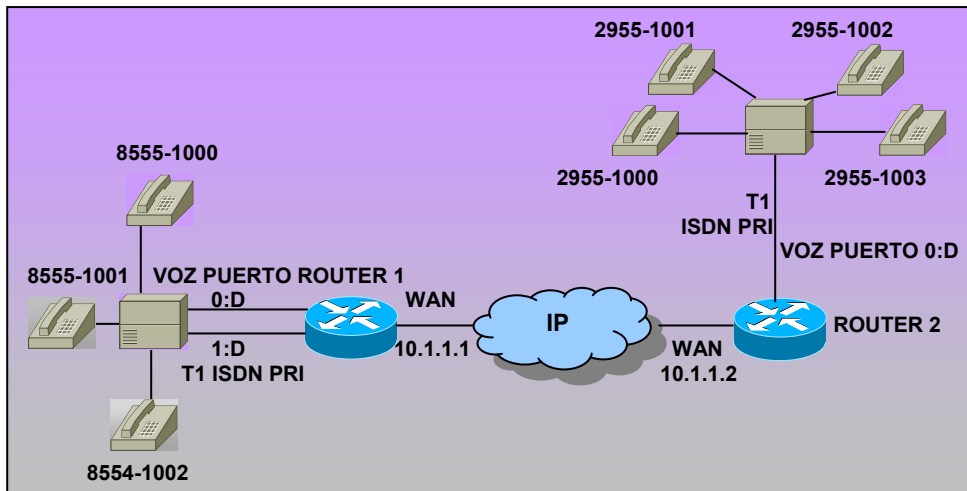 2955-1001
2955-1002
8555-1000
2955-1000
2955-1003
T1
ISDN PRI
8555-1001
VOZ PUERTO ROUTER 1
VOZ PUERTO 0:D
0:D
WAN
IP
ROUTER 2
1:D
10.1.1.1
WAN
T1 ISDN PRI
10.1.1.2
8554-1002